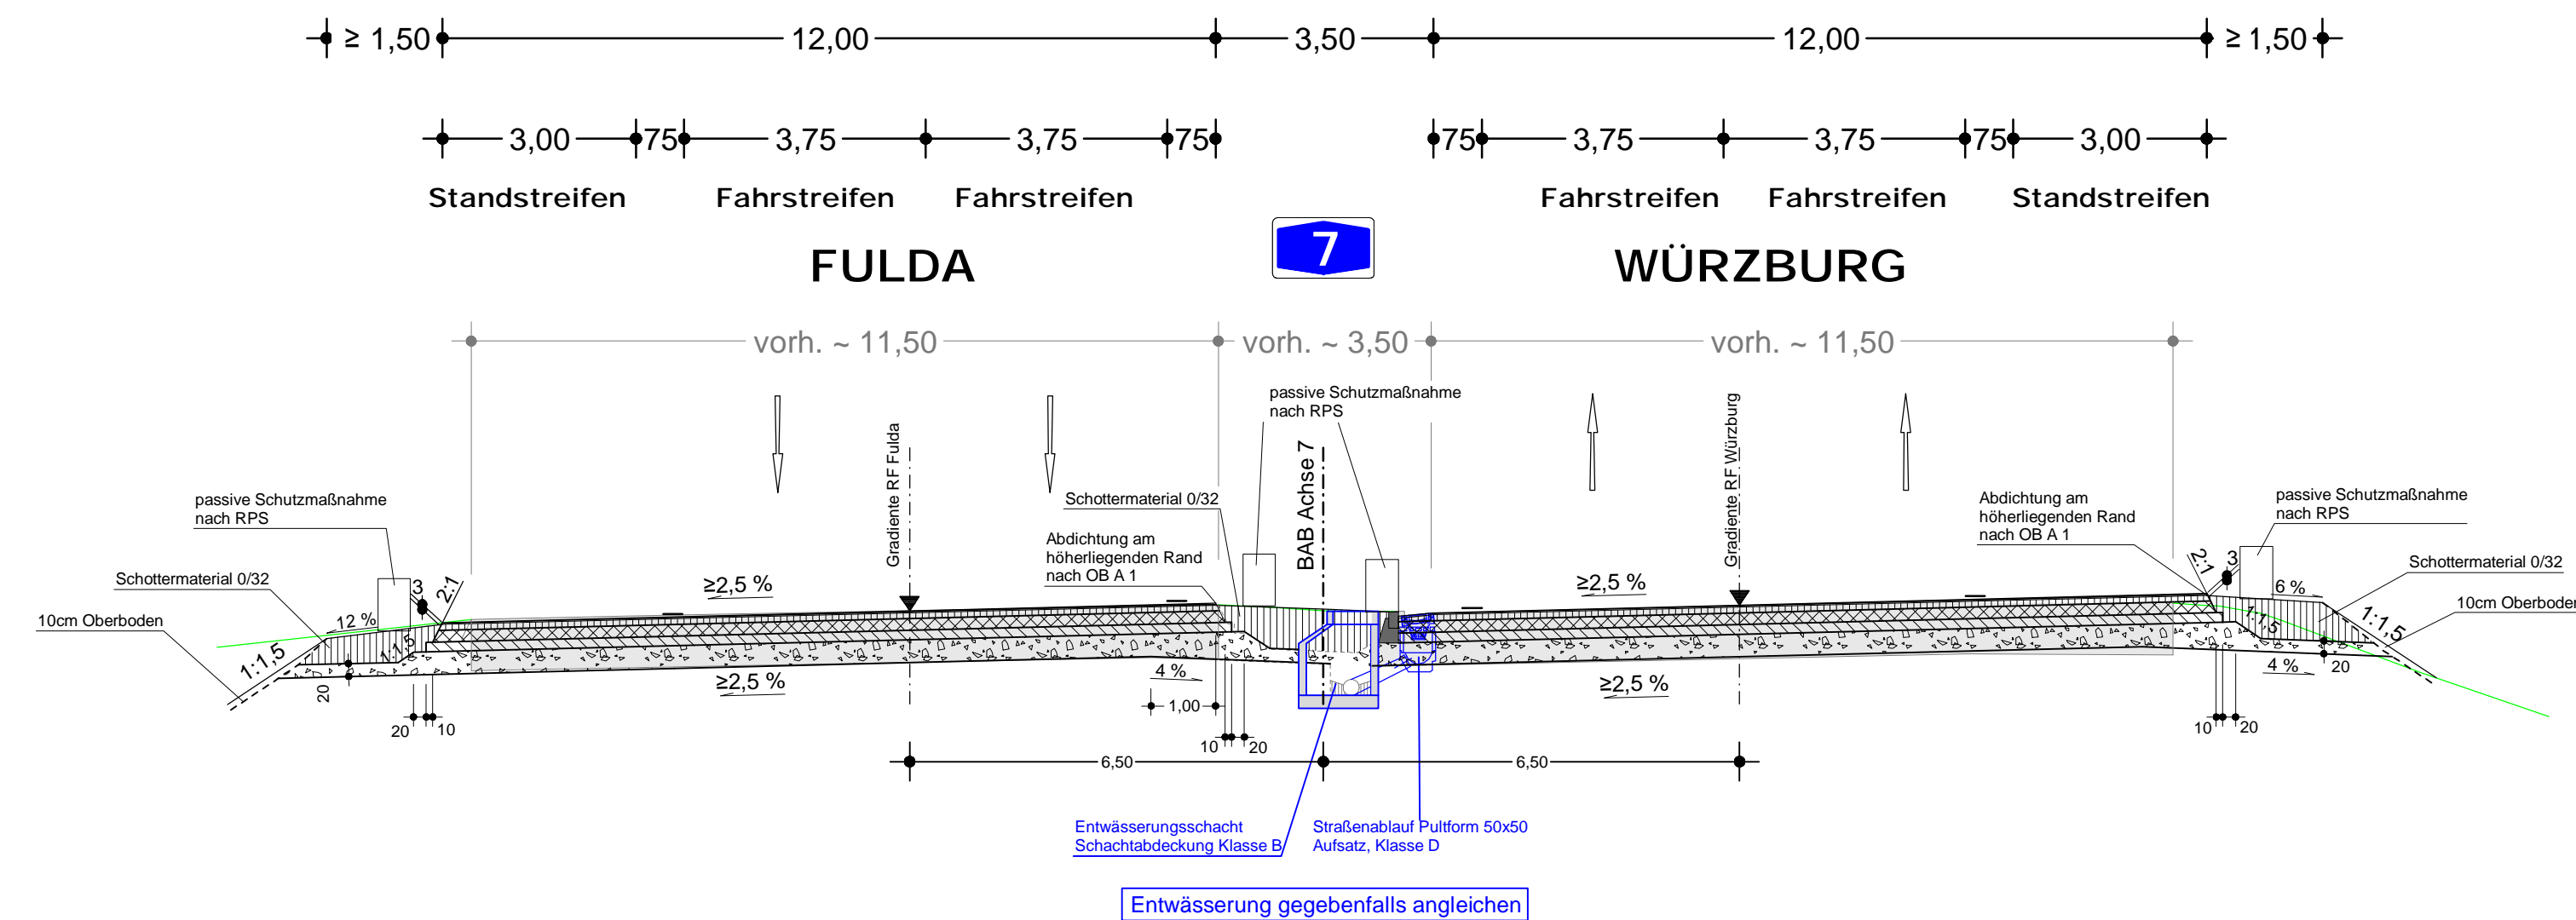 ≥ 1,50 12,00 3,50 12,00 ≥ 1,50
3,00 75 3,75 3,75 75 75 3,75 3,75 75 3,00
Standstreifen Fahrstreifen Fahrstreifen Fahrstreifen Fahrstreifen Standstreifen
7
FULDA WÜRZBURG
vorh. ~ 11,50 vorh. ~ 3,50 vorh. ~ 11,50
passive Schutzmaßnahme
nach RPS
Gradiente RF Fulda
BAB Achse 7
Gradiente RF Würzburg
passive Schutzmaßnahme
nach RPS
Schottermaterial 0/32
10cm Oberboden
Schottermaterial 0/32
Abdichtung am
höherliegenden Rand
nach OB A 1
Abdichtung am
höherliegenden Rand
nach OB A 1
passive Schutzmaßnahme
nach RPS
Schottermaterial 0/32
10cm Oberboden
3 2:1 ≥2,5 % ≥2,5 % 2:1 3
12 % 6 %
1:1,5 1:1,5 1:1,5 1:1,5
20 ≥2,5 % 4 % ≥2,5 % 4 % 20
1,00
20 10 10 20 10 20
6,50 6,50
Entwässerungsschacht
Schachtabdeckung Klasse B
Straßenablauf Pultform 50x50
Aufsatz, Klasse D
Entwässerung gegebenfalls angleichen